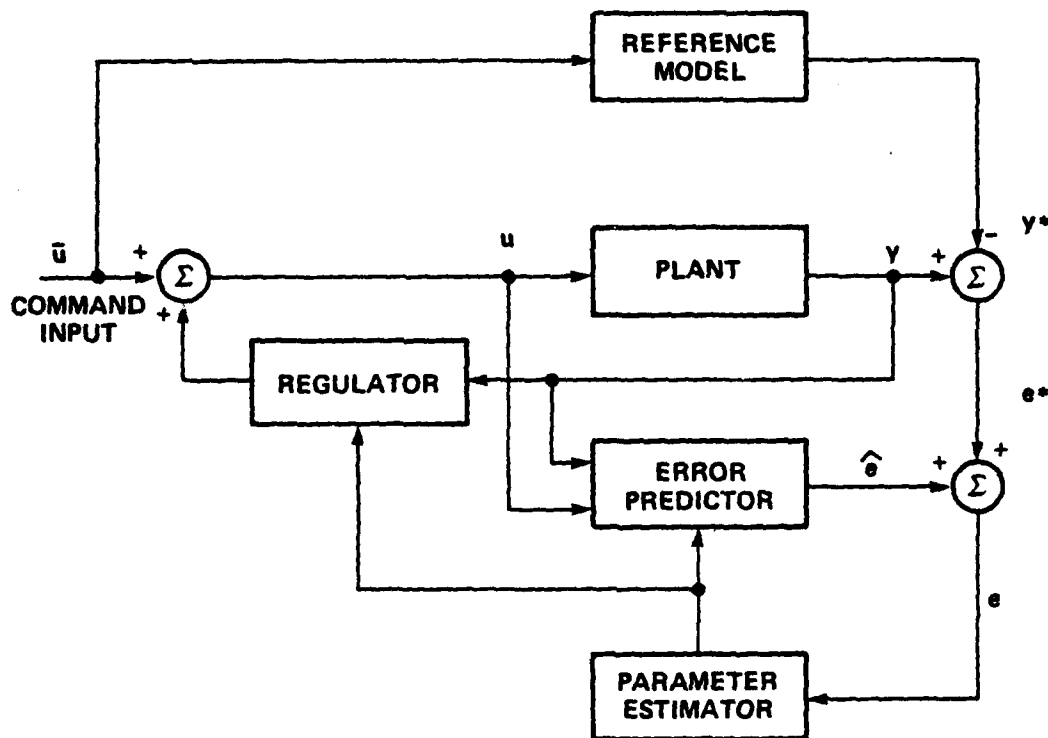 REFERENCE
MODEL
y*
ū
+
Σ
u
PLANT
y
+
-
Σ
COMMAND
INPUT
+
REGULATOR
e*
ERROR
PREDICTOR
ê
+
+
Σ
e
PARAMETER
ESTIMATOR